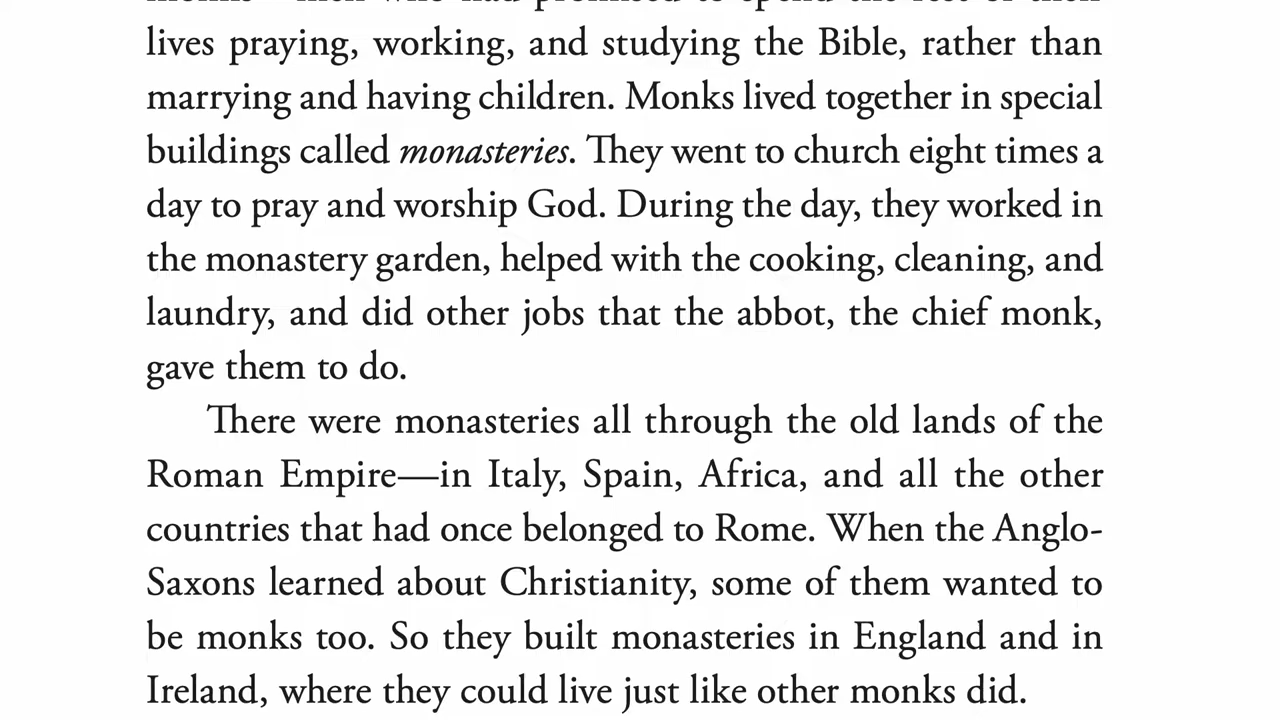 lives praying, working, and studying the Bible, rather than
marrying and having children. Monks lived together in special
buildings called monasteries. They went to church eight times a
day to pray and worship God. During the day, they worked in
the monastery garden, helped with the cooking, cleaning, and
laundry, and did other jobs that the abbot, the chief monk,
gave them to do.
There were monasteries all through the old lands of the
Roman Empire—in Italy, Spain, Africa, and all the other
countries that had once belonged to Rome. When the Anglo-
Saxons learned about Christianity, some of them wanted to
be monks too. So they built monasteries in England and in
Ireland, where they could live just like other monks did.